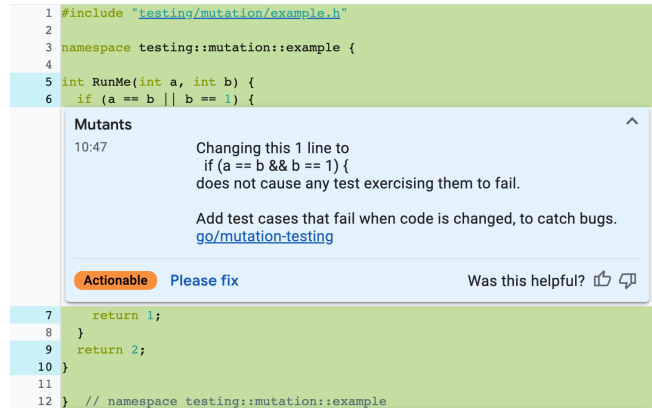 1 #include "testing/mutation/example.h"
2
3 namespace testing::mutation::example {
4
5 int RunMe(int a, int b) {
6   if (a == b || b == 1) {
Mutants
10:47 Changing this 1 line to
if (a == b && b == 1) {
does not cause any test exercising them to fail.
Add test cases that fail when code is changed, to catch bugs.
go/mutation-testing
Actionable Please fix Was this helpful?
7     return 1;
8   }
9   return 2;
10 }
11
12 }  // namespace testing::mutation::example